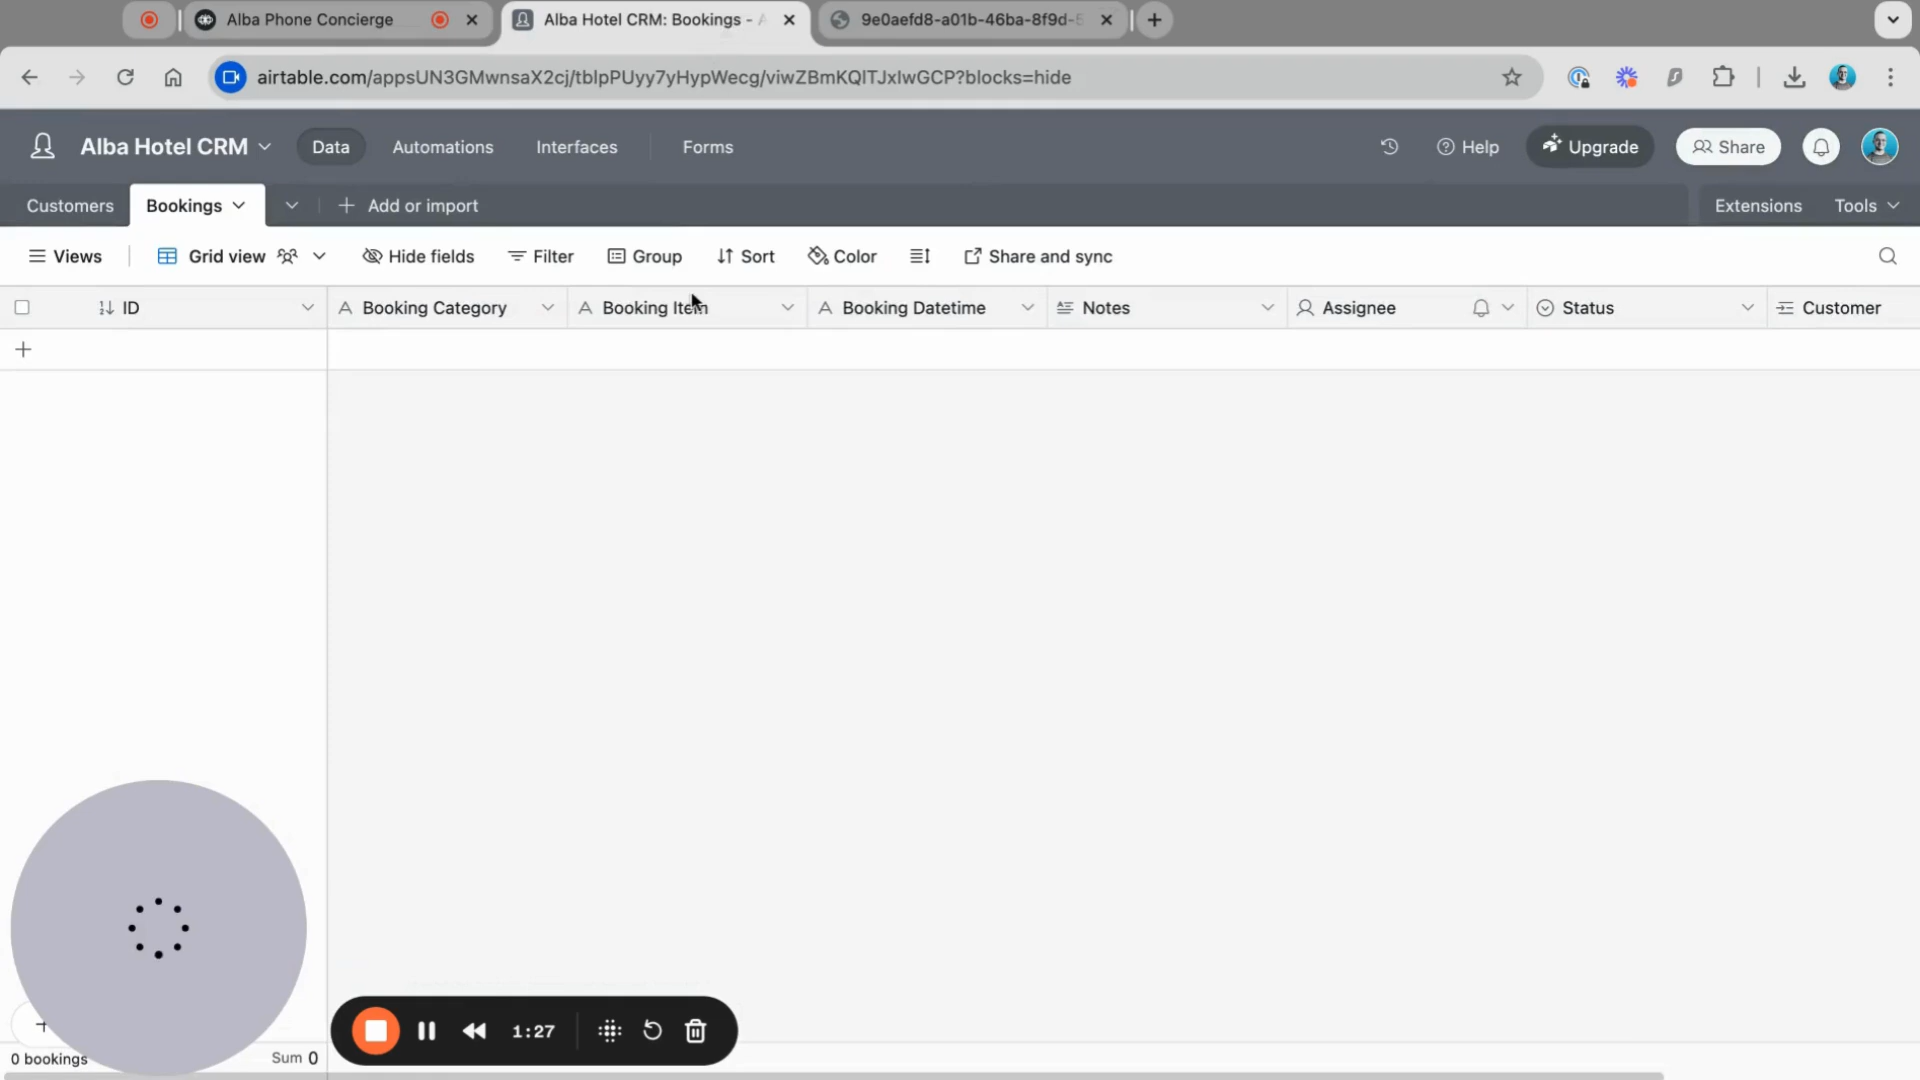 Alba Phone Concierge
Alba Hotel CRM: Bookings - A
9e0aefd8-a01b-46ba-8f9d-5
airtable.com/appsUN3GMwnsaX2cj/tblpPUyy7yHypWecg/viwZBmKQlTJxIwGCP?blocks=hide
Alba Hotel CRM Data Automations Interfaces Forms Help Upgrade Share
Customers Bookings + Add or import Extensions Tools
Views Grid view Hide fields Filter Group Sort Color Share and sync
ID Booking Category Booking Item Booking Datetime Notes Assignee Status Customer
+
+
1:27
0 bookings Sum 0